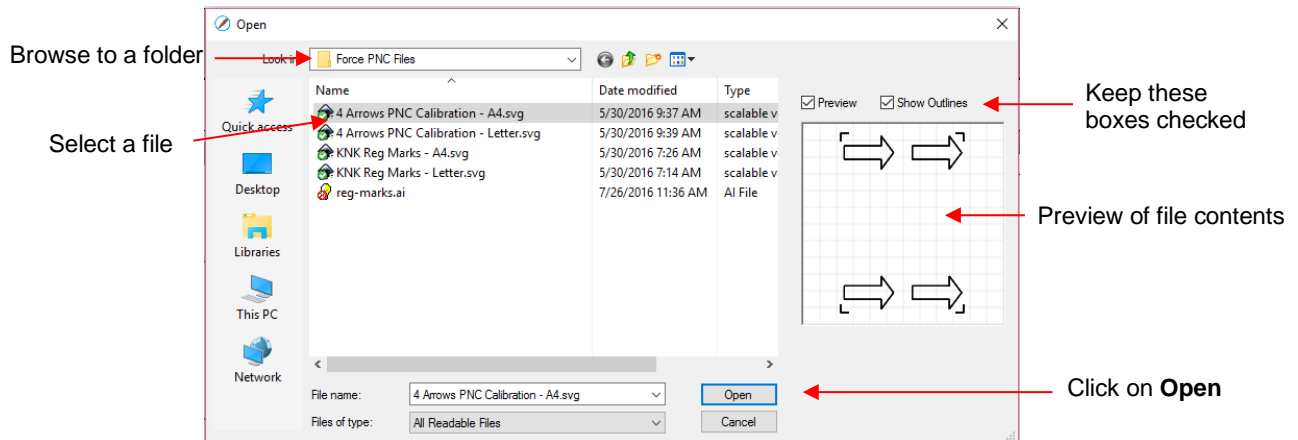 Open
Browse to a folder
Look in
Force PNC Files
Name
Date modified
Type
4 Arrows PNC Calibration - A4.svg
5/30/2016 9:37 AM
scalable v
4 Arrows PNC Calibration - Letter.svg
5/30/2016 9:39 AM
scalable v
KNK Reg Marks - A4.svg
5/30/2016 7:26 AM
scalable v
KNK Reg Marks - Letter.svg
5/30/2016 7:14 AM
scalable v
reg-marks.ai
7/26/2016 11:36 AM
AI File
Quick access
Desktop
Libraries
This PC
Network
Select a file
Preview
Show Outlines
Keep these
boxes checked
Preview of file contents
File name:
4 Arrows PNC Calibration - A4.svg
Open
Files of type:
All Readable Files
Cancel
Click on Open